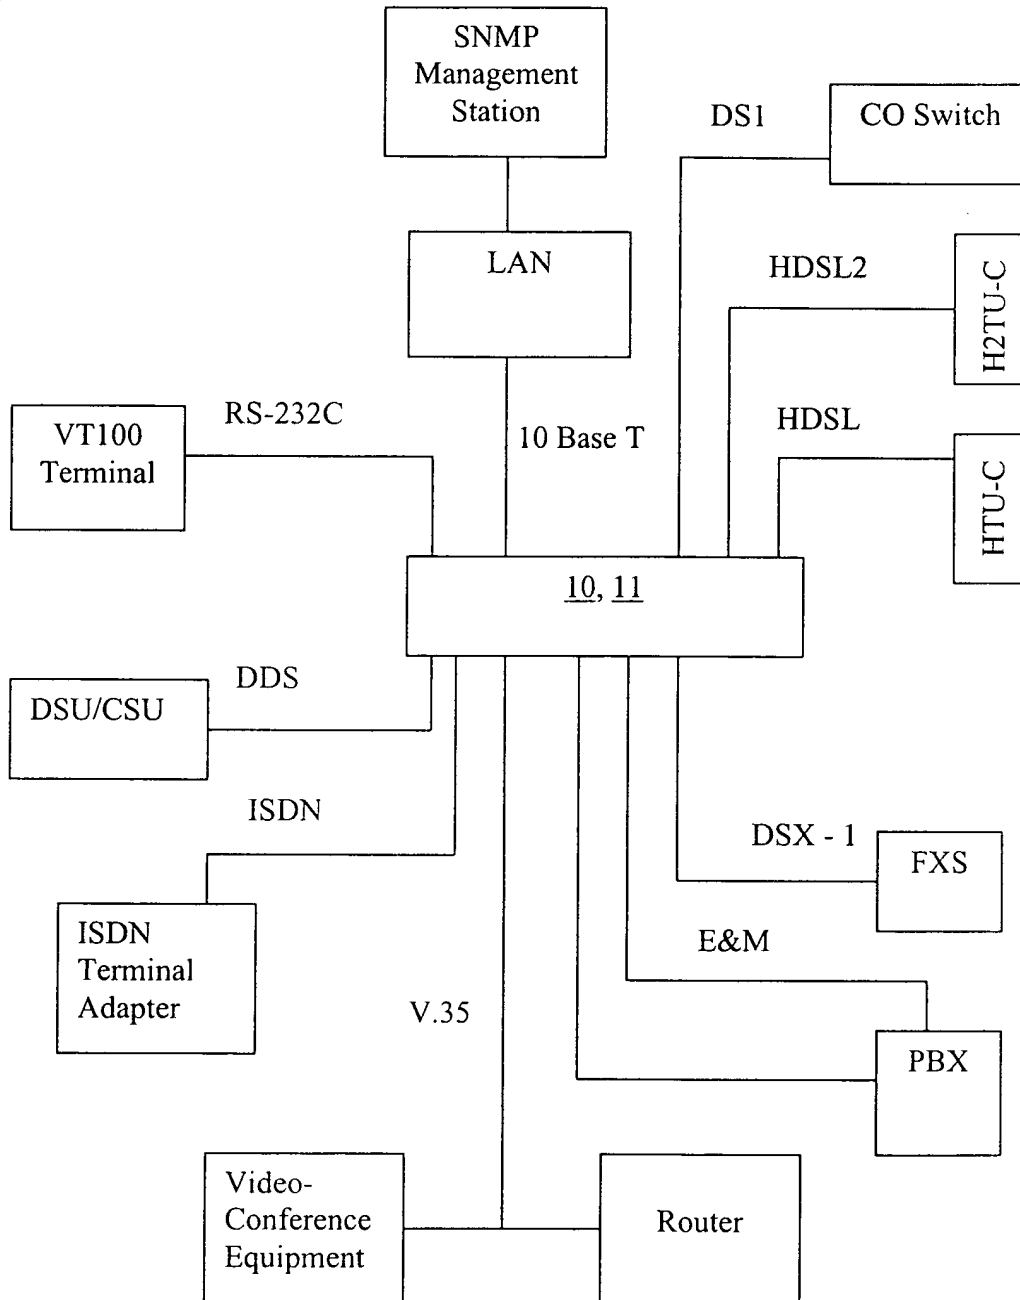 SNMP
Management
Station
DS1
CO Switch
LAN
HDSL2
H2TU-C
VT100
Terminal
RS-232C
10 Base T
HDSL
HTU-C
10, 11
DDS
DSU/CSU
ISDN
DSX - 1
FXS
ISDN
Terminal
Adapter
E&M
V.35
PBX
Video-
Conference
Equipment
Router